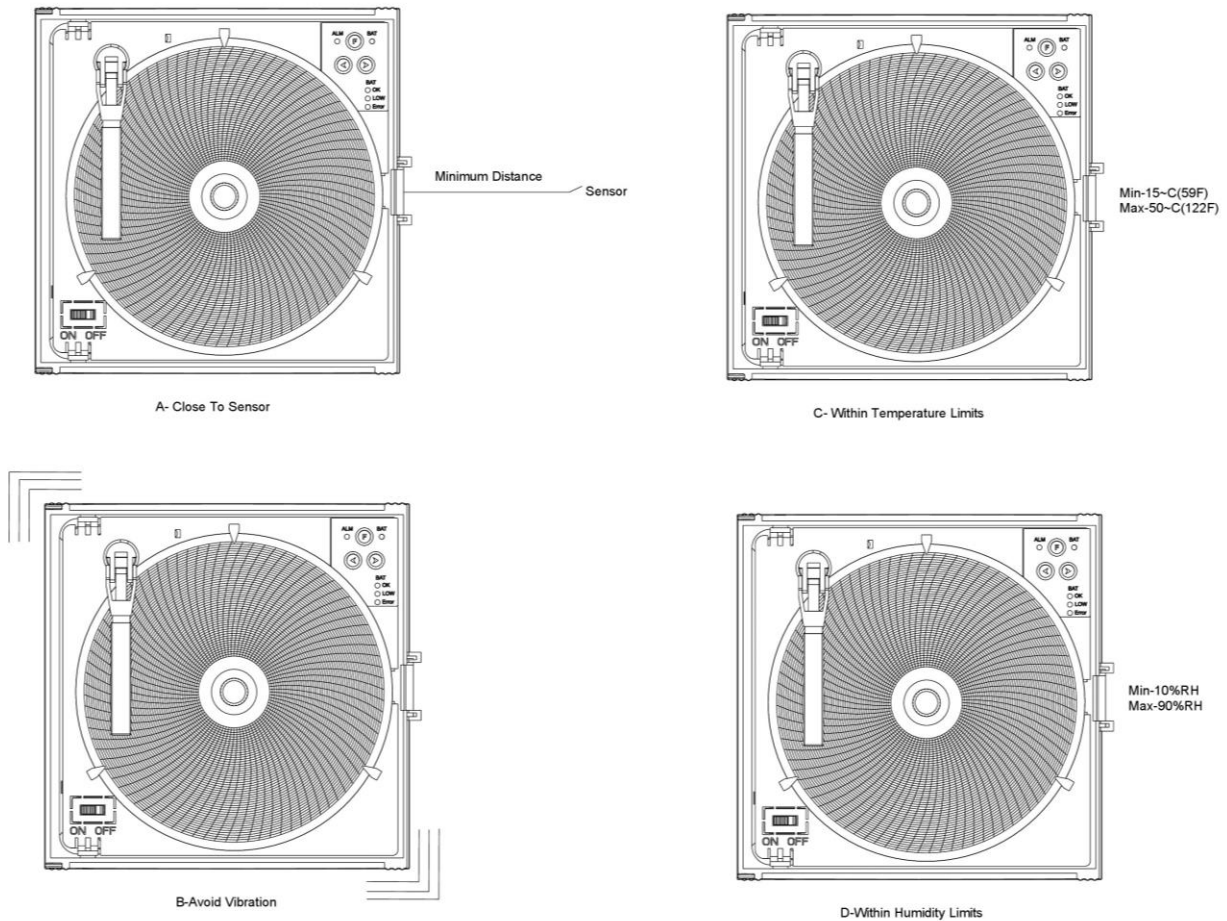 ALM F BAT
BAT
OK
LOW
Error
ON OFF
Minimum Distance
Sensor
A- Close To Sensor
ALM F BAT
BAT
OK
LOW
Error
ON OFF
Min-15~C(59F)
Max-50~C(122F)
C- Within Temperature Limits
ALM F BAT
BAT
OK
LOW
Error
ON OFF
B-Avoid Vibration
ALM F BAT
BAT
OK
LOW
Error
ON OFF
Min-10%RH
Max-90%RH
D-Within Humidity Limits